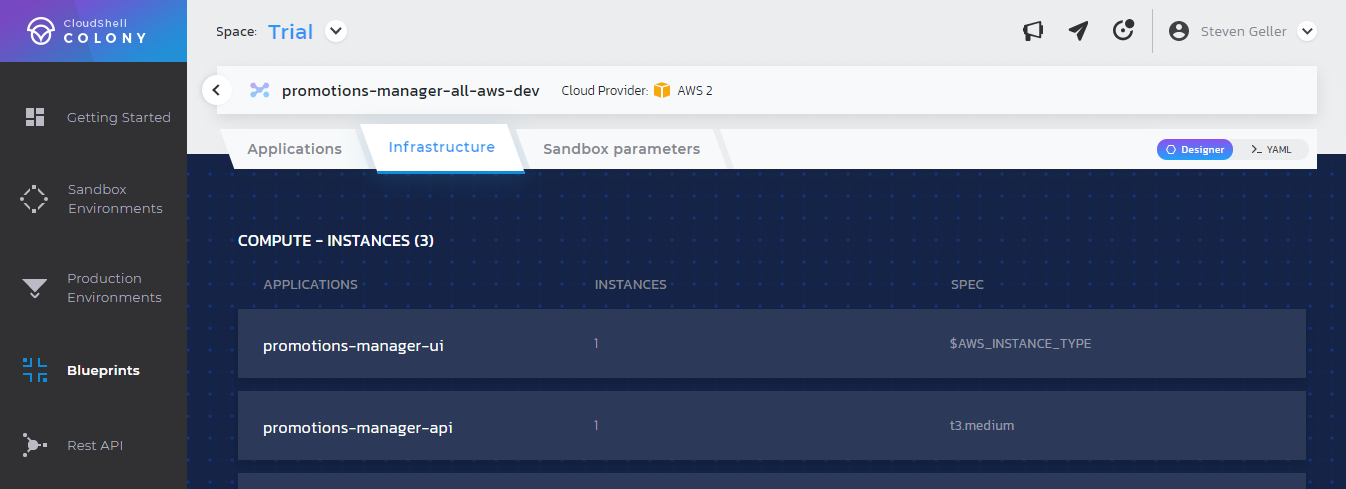 CloudShell
COLONY
Space: Trial
Steven Geller
promotions-manager-all-aws-dev
Cloud Provider: AWS 2
Applications
Infrastructure
Sandbox parameters
Designer
>_ YAML
Getting Started
Sandbox
Environments
Production
Environments
Blueprints
Rest API
COMPUTE - INSTANCES (3)
APPLICATIONS INSTANCES SPEC
promotions-manager-ui 1 $AWS_INSTANCE_TYPE
promotions-manager-api 1 t3.medium